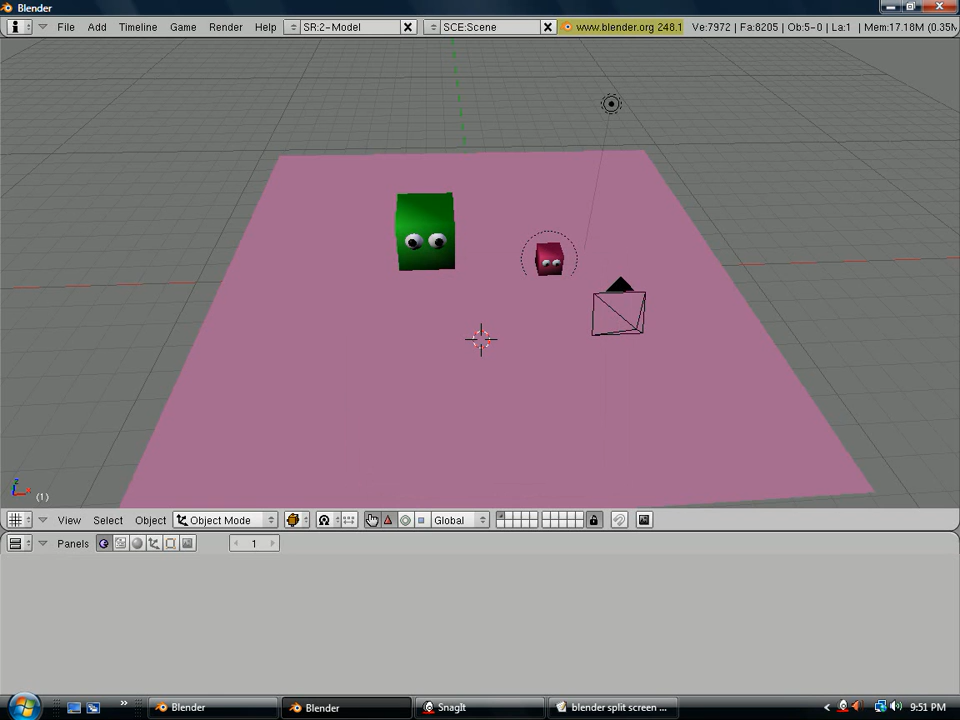 Blender
File Add Timeline Game Render Help SR:2-Model SCE:Scene www.blender.org 248.1 Ve:7972 | Fa:8205 | Ob:5-0 | La:1 | Mem:17.18M (0.35M
(1)
View Select Object Object Mode Global
Panels 1
Blender Blender SnagIt blender split screen ... 9:51 PM